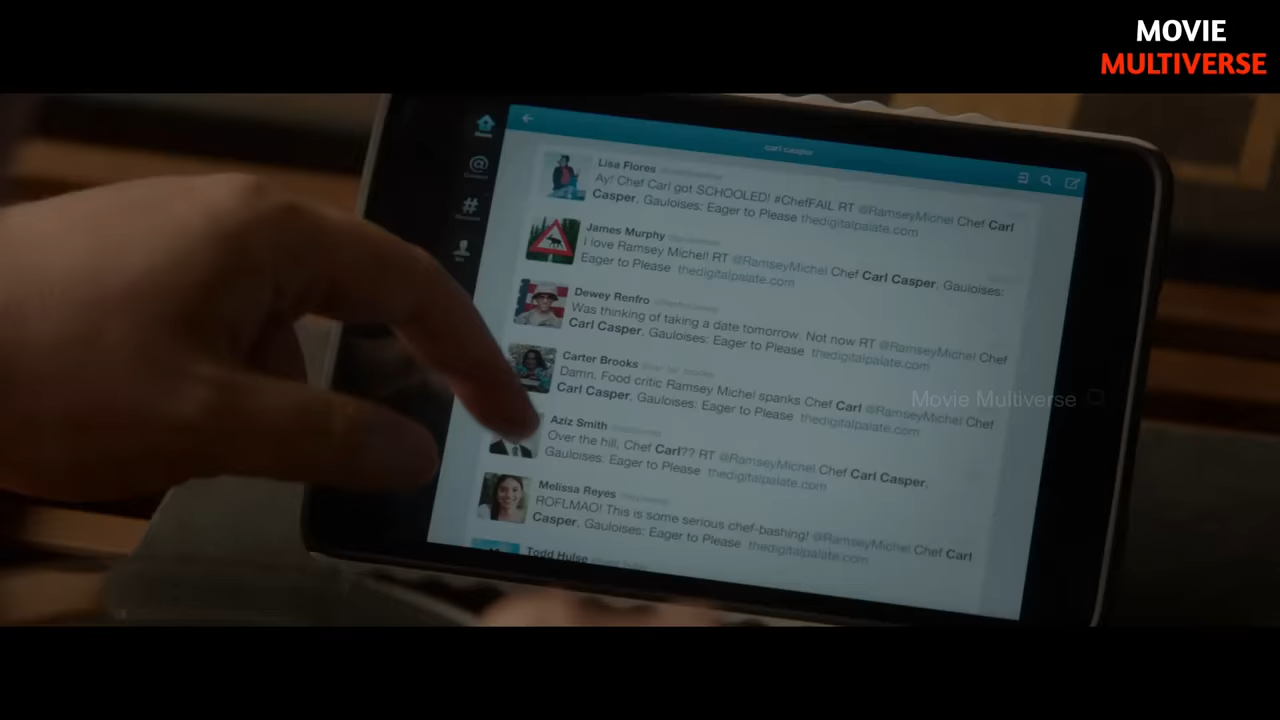 MOVIE
MULTIVERSE
carl casper
Lisa Flores
Ay! Chef Carl got SCHOOLED! #ChefFAIL RT @RamseyMichel Chef Carl
Casper, Gauloises: Eager to Please thedigitalpalate.com
James Murphy
I love Ramsey Michel! RT @RamseyMichel Chef Carl Casper, Gauloises:
Eager to Please thedigitalpalate.com
Dewey Renfro
Was thinking of taking a date tomorrow. Not now RT @RamseyMichel Chef
Carl Casper, Gauloises: Eager to Please thedigitalpalate.com
Carter Brooks
Damn. Food critic Ramsey Michel spanks Chef Carl @RamseyMichel Chef
Carl Casper, Gauloises: Eager to Please thedigitalpalate.com
Movie Multiverse
Aziz Smith
Over the hill, Chef Carl?? RT @RamseyMichel Chef Carl Casper,
Gauloises: Eager to Please thedigitalpalate.com
Melissa Reyes
ROFLMAO! This is some serious chef-bashing! @RamseyMichel Chef Carl
Casper, Gauloises: Eager to Please thedigitalpalate.com
Todd Hulse